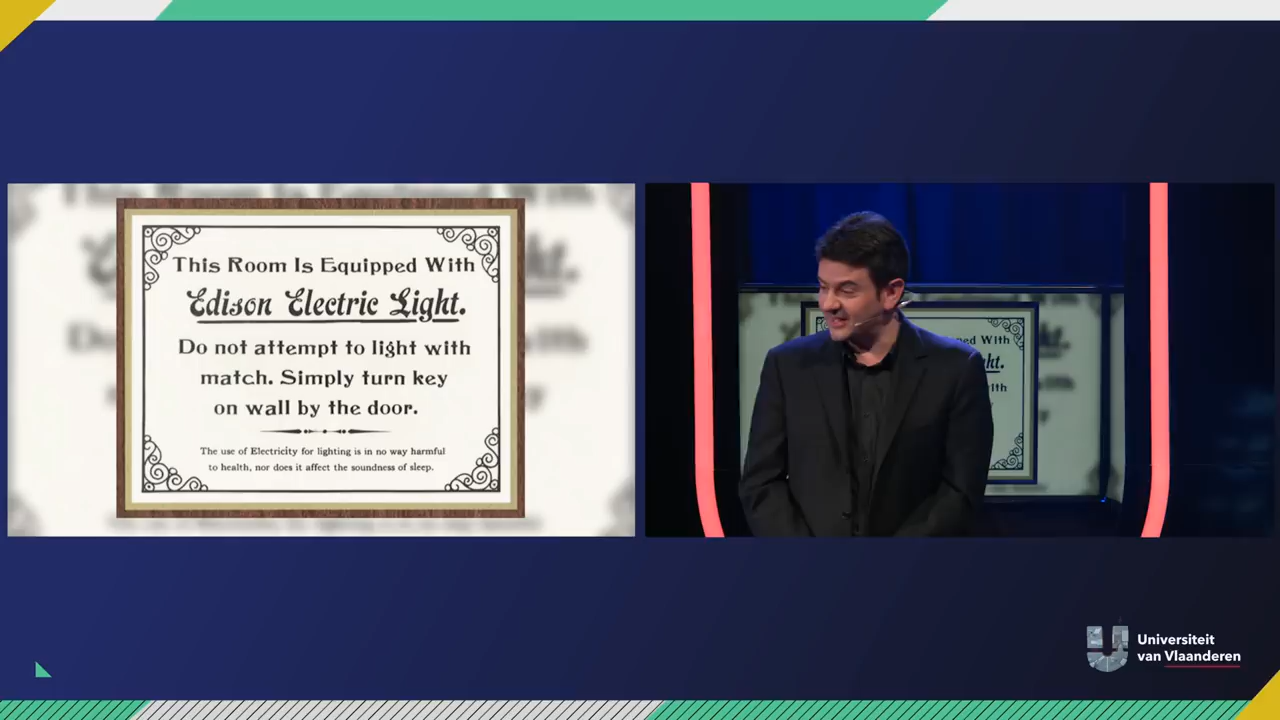 This Room Is Equipped With
Edison Electric Light.
Do not attempt to light with
match. Simply turn key
on wall by the door.
The use of Electricity for lighting is in no way harmful
to health, nor does it affect the soundness of sleep.
Universiteit
van Vlaanderen